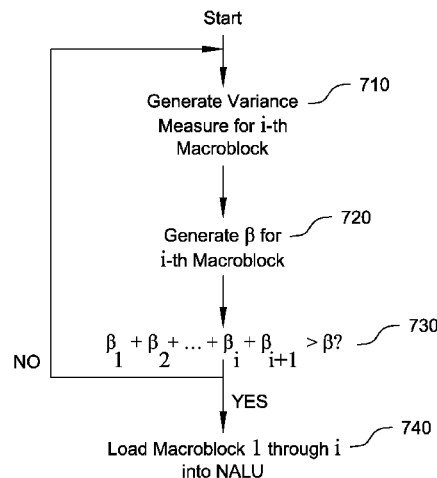 Start
Generate Variance 710
Measure for i-th
Macroblock
Generate β for 720
i-th Macroblock
β1 + β2 + ... + βi + βi+1 > β? 730
NO
YES
Load Macroblock 1 through i 740
into NALU